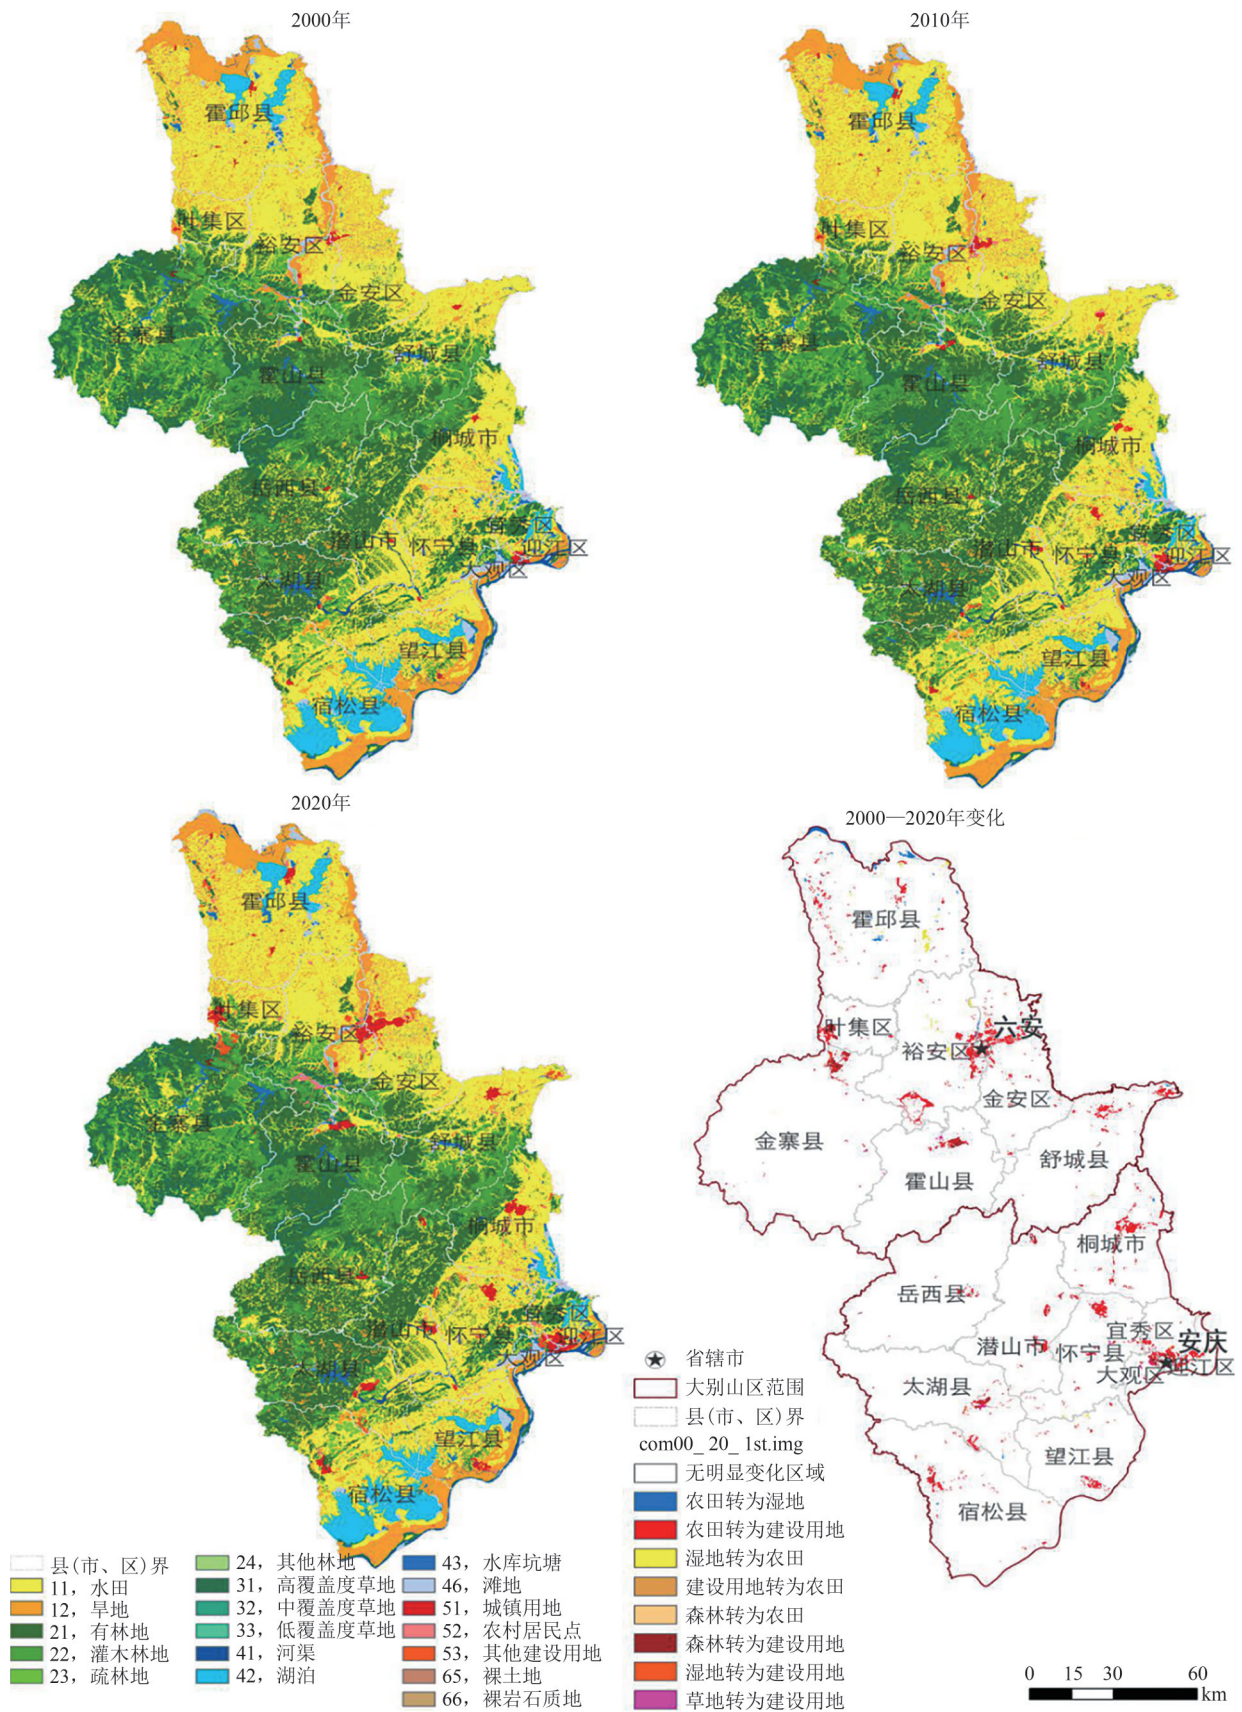 2000年
2010年
霍邱县
叶集区
裕安区
金安区
金寨县
舒城县
霍山县
桐城市
岳西县
宜秀区
潜山市
怀宁县
迎江区
大观区
太湖县
望江县
宿松县
霍邱县
叶集区
裕安区
金安区
金寨县
舒城县
霍山县
桐城市
岳西县
宜秀区
潜山市
怀宁县
迎江区
大观区
太湖县
望江县
宿松县
2020年
2000—2020年变化
霍邱县
叶集区
裕安区
金安区
金寨县
舒城县
霍山县
桐城市
岳西县
宜秀区
潜山市
怀宁县
迎江区
大观区
太湖县
望江县
宿松县
霍邱县
叶集区
六安
裕安区
金安区
金寨县
舒城县
霍山县
桐城市
岳西县
宜秀区
安庆
潜山市
怀宁县
迎江区
大观区
太湖县
望江县
宿松县
县(市、区)界
11，水田
12，旱地
21，有林地
22，灌木林地
23，疏林地
24，其他林地
31，高覆盖度草地
32，中覆盖度草地
33，低覆盖度草地
41，河渠
42，湖泊
43，水库坑塘
46，滩地
51，城镇用地
52，农村居民点
53，其他建设用地
65，裸土地
66，裸岩石质地
省辖市
大别山区范围
县(市、区)界
com00_ 20_ 1st.img
无明显变化区域
农田转为湿地
农田转为建设用地
湿地转为农田
建设用地转为农田
森林转为农田
森林转为建设用地
湿地转为建设用地
草地转为建设用地
0 15 30 60
km